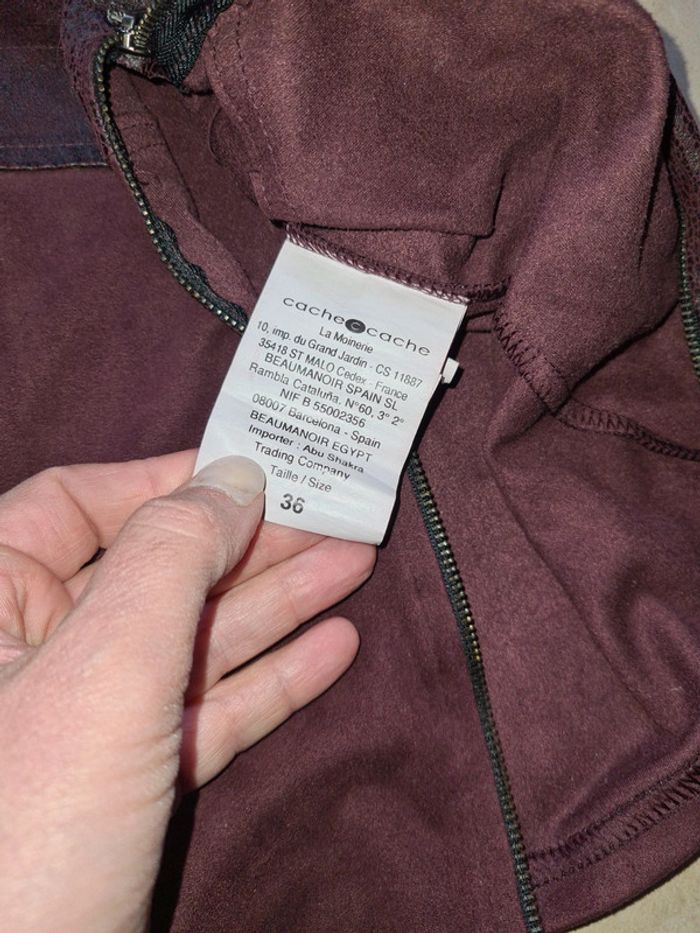 cache c cache
La Moinerie
10, imp. du Grand Jardin - CS 11887
35418 ST MALO Cedex - France
BEAUMANOIR SPAIN SL
Rambla Cataluña, N°60, 3° 2°
NIF B 55002356
08007 Barcelona - Spain
BEAUMANOIR EGYPT
Importer : Abu Shakra
Trading Company
Taille / Size
36